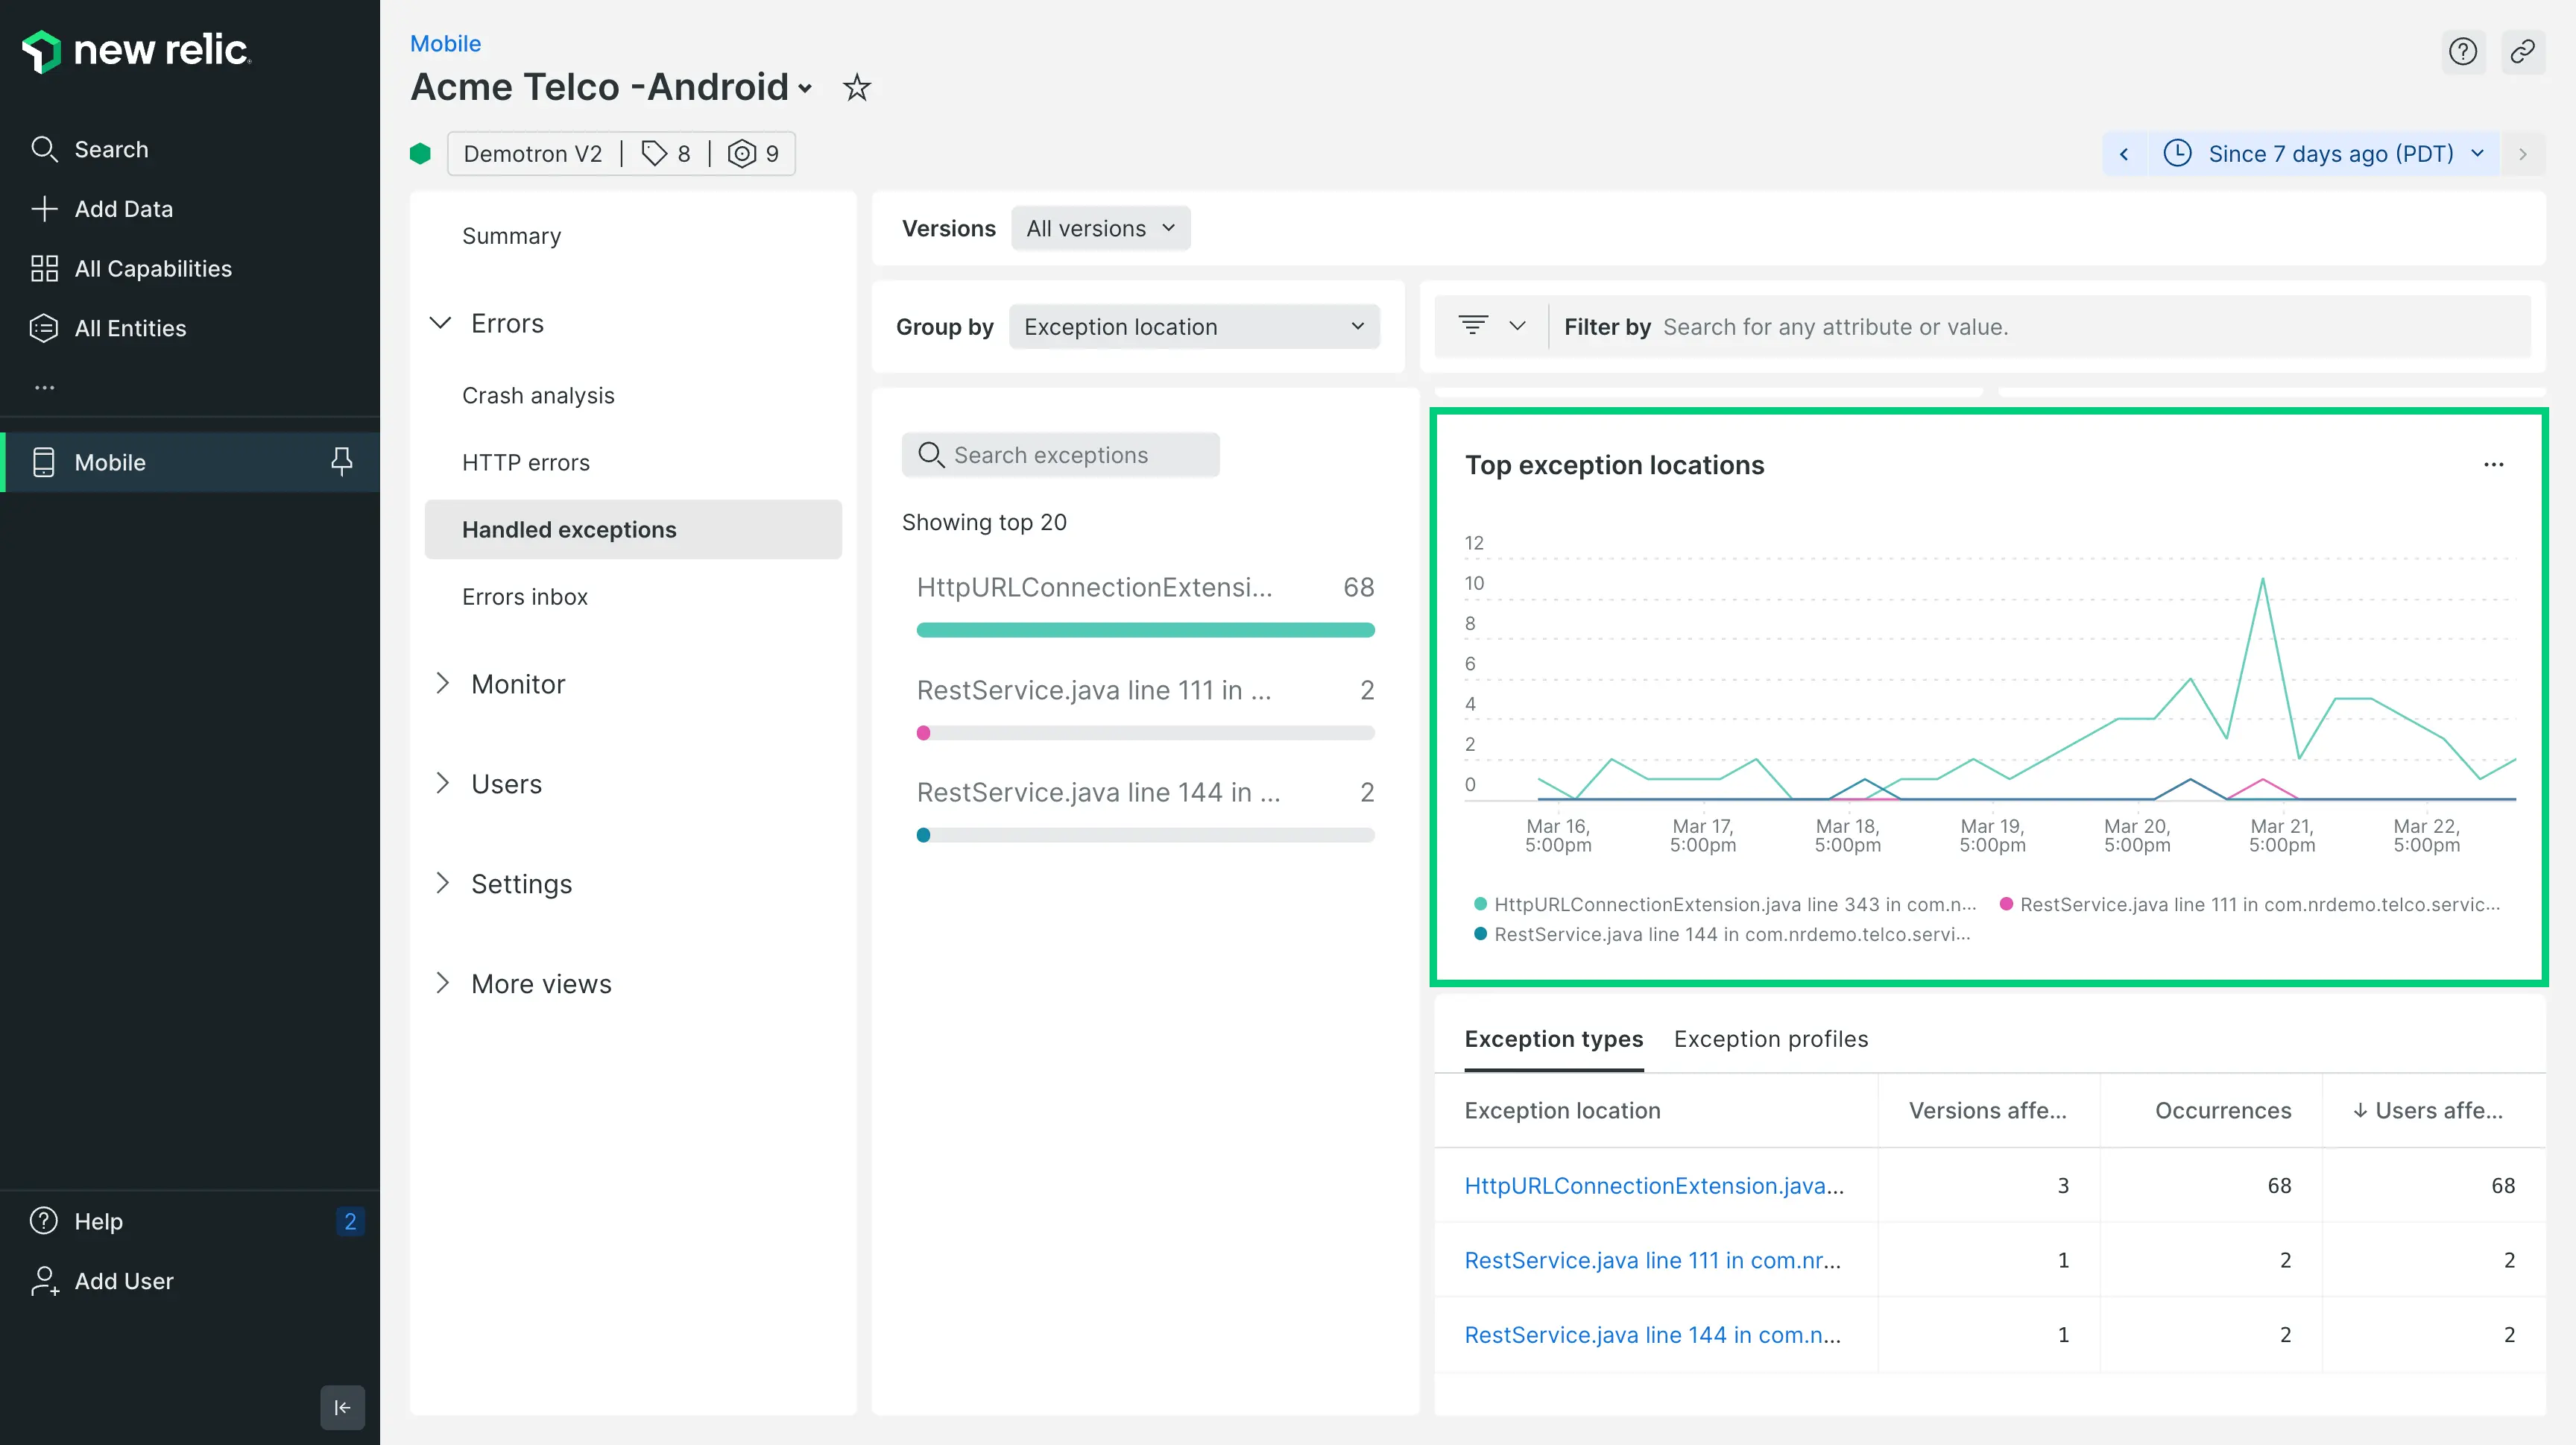 new relic
Search
Add Data
All Capabilities
All Entities
...
Mobile
Help 2
Add User
Mobile
Acme Telco -Android
Demotron V2 | 8 | 9
Since 7 days ago (PDT)
Summary
Errors
Crash analysis
HTTP errors
Handled exceptions
Errors inbox
Monitor
Users
Settings
More views
Versions All versions
Group by Exception location
Filter by Search for any attribute or value.
Search exceptions
Showing top 20
HttpURLConnectionExtensi... 68
RestService.java line 111 in ... 2
RestService.java line 144 in ... 2
Top exception locations
...
12
10
8
6
4
2
0
Mar 16, Mar 17, Mar 18, Mar 19, Mar 20, Mar 21, Mar 22,
5:00pm 5:00pm 5:00pm 5:00pm 5:00pm 5:00pm 5:00pm
HttpURLConnectionExtension.java line 343 in com.n... RestService.java line 111 in com.nrdemo.telco.servic...
RestService.java line 144 in com.nrdemo.telco.servi...
Exception types Exception profiles
Exception location Versions affe... Occurrences ↓ Users affe...
HttpURLConnectionExtension.java... 3 68 68
RestService.java line 111 in com.nr... 1 2 2
RestService.java line 144 in com.n... 1 2 2